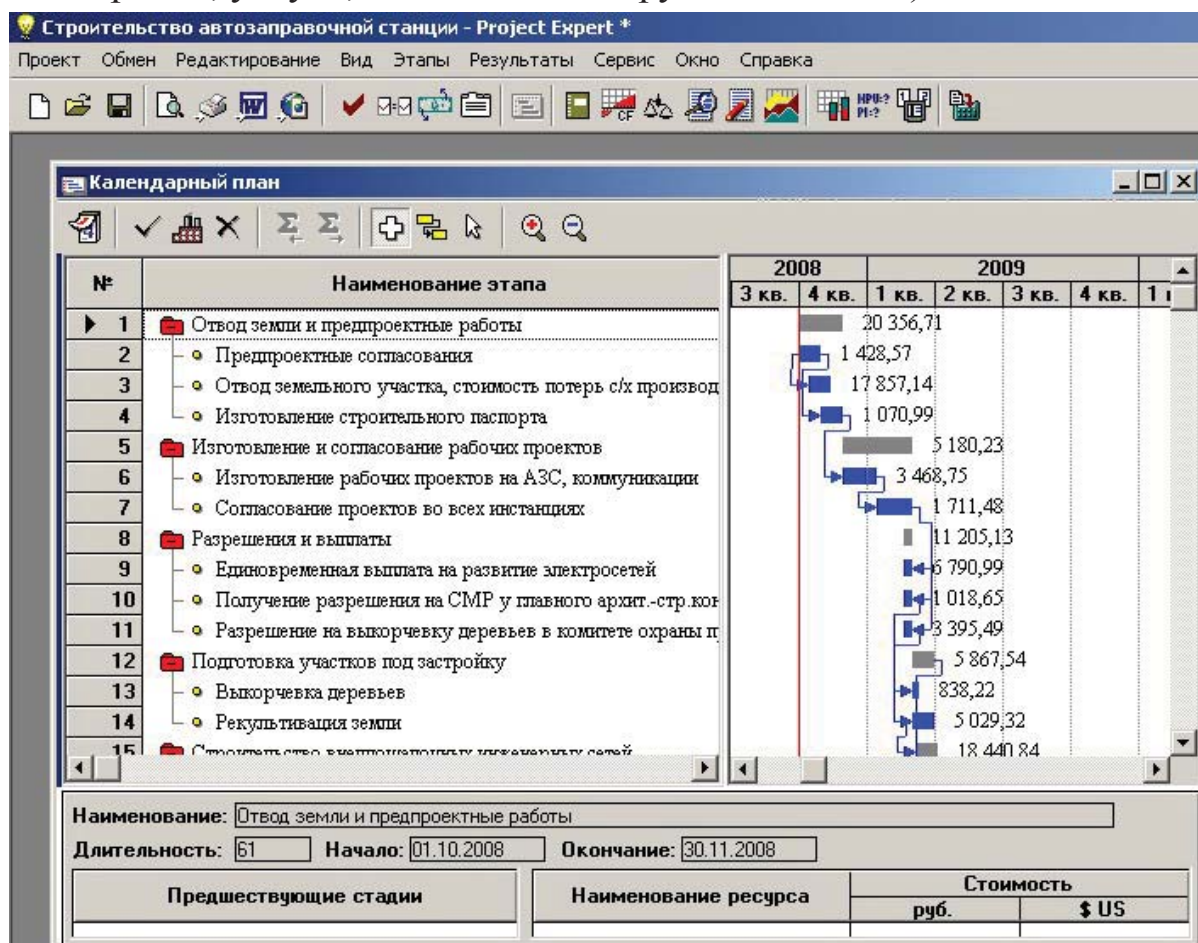 Строительство автозаправочной станции - Project Expert *
Проект Обмен Редактирование Вид Этапы Результаты Сервис Окно Справка
CF NPV:? PI:?
Календарный план
№ Наименование этапа 2008 2009
3 кв. 4 кв. 1 кв. 2 кв. 3 кв. 4 кв. 1
1 Отвод земли и предпроектные работы 20 356,71
2 Предпроектные согласования 1 428,57
3 Отвод земельного участка, стоимость потерь с/х производ 17 857,14
4 Изготовление строительного паспорта 1 070,99
5 Изготовление и согласование рабочих проектов 5 180,23
6 Изготовление рабочих проектов на АЗС, коммуникации 3 468,75
7 Согласование проектов во всех инстанциях 1 711,48
8 Разрешения и выплаты 11 205,13
9 Единовременная выплата на развитие электросетей 6 790,99
10 Получение разрешения на СМР у главного архит.-стр.кон 1 018,65
11 Разрешение на выкорчевку деревьев в комитете охраны п 3 395,49
12 Подготовка участков под застройку 5 867,54
13 Выкорчевка деревьев 838,22
14 Рекультивация земли 5 029,32
15 Строительство внеплощадочных инженерных сетей 18 440,84
Наименование: Отвод земли и предпроектные работы
Длительность: 61 Начало: 01.10.2008 Окончание: 30.11.2008
Предшествующие стадии Наименование ресурса Стоимость
руб. $ US